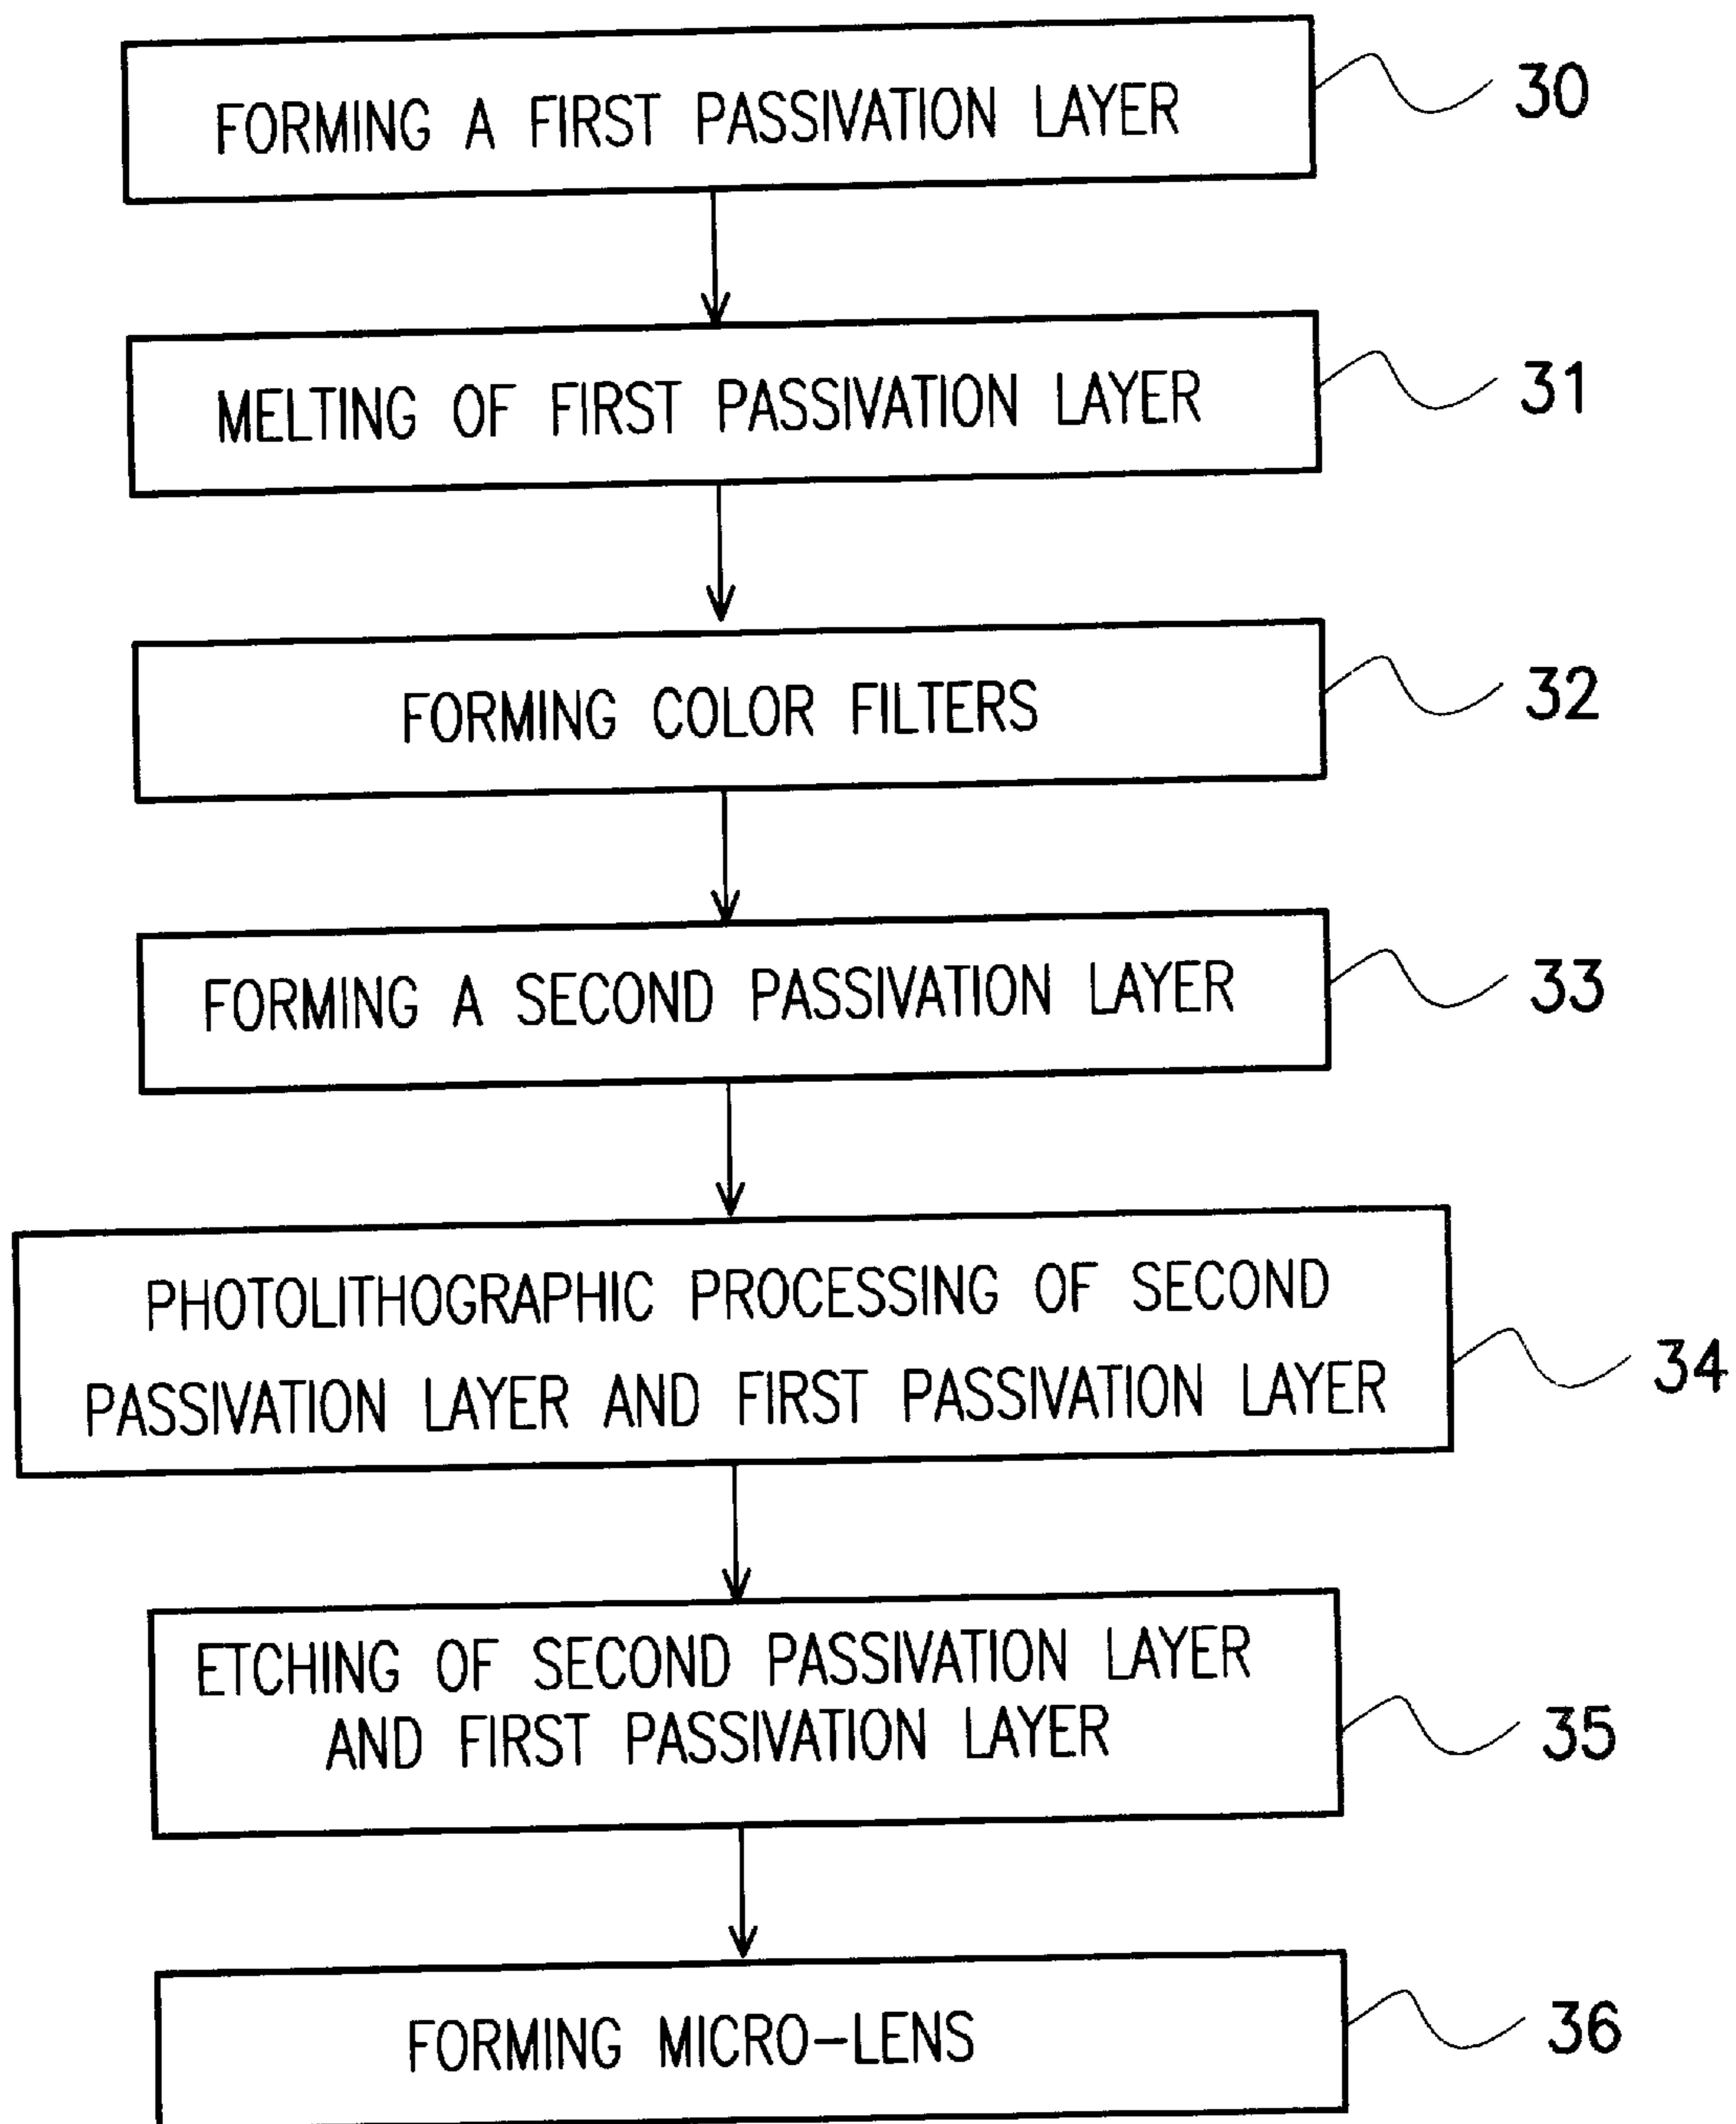 FORMING A FIRST PASSIVATION LAYER
30
MELTING OF FIRST PASSIVATION LAYER
31
FORMING COLOR FILTERS
32
FORMING A SECOND PASSIVATION LAYER
33
PHOTOLITHOGRAPHIC PROCESSING OF SECOND
PASSIVATION LAYER AND FIRST PASSIVATION LAYER
34
ETCHING OF SECOND PASSIVATION LAYER
AND FIRST PASSIVATION LAYER
35
FORMING MICRO-LENS
36